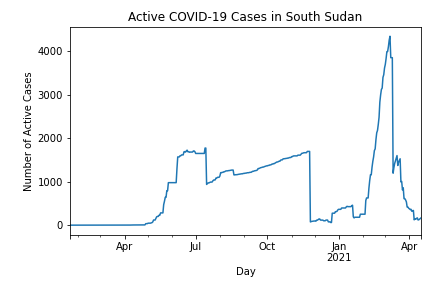 Active COVID-19 Cases in South Sudan
Number of Active Cases
4000
3000
2000
1000
0
Apr
Jul
Oct
Jan
2021
Apr
Day